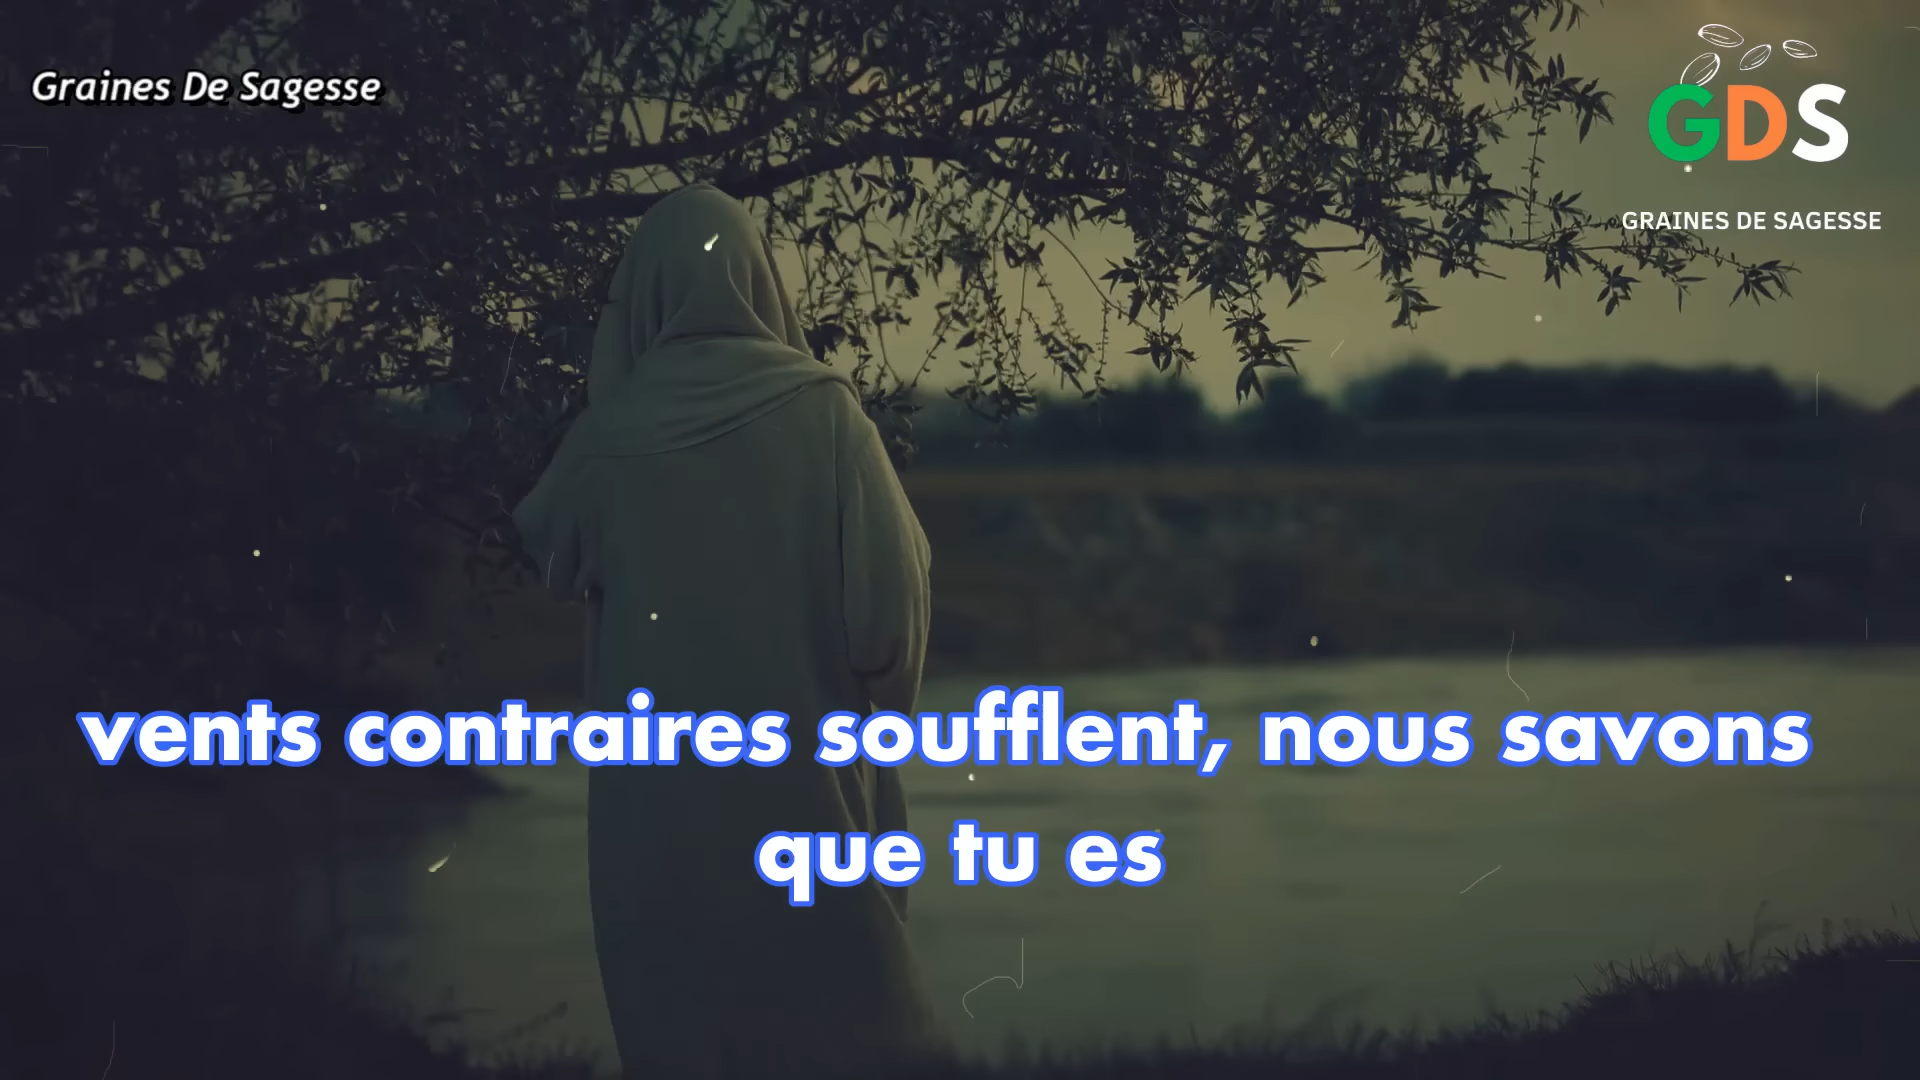 Graines De Sagesse
GDS
GRAINES DE SAGESSE
vents contraires soufflent, nous savons
que tu es